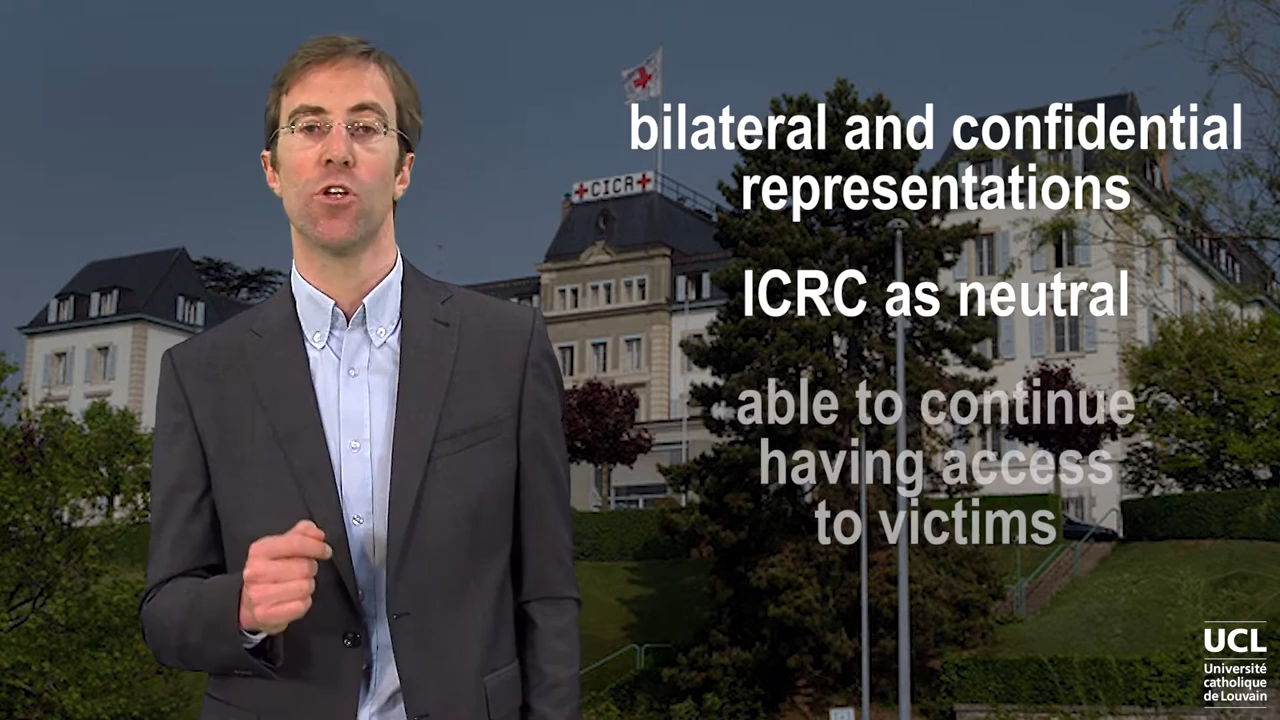 bilateral and confidential
representations
CICR
ICRC as neutral
able to continue
having access
to victims
UCL
Université
catholique
de Louvain